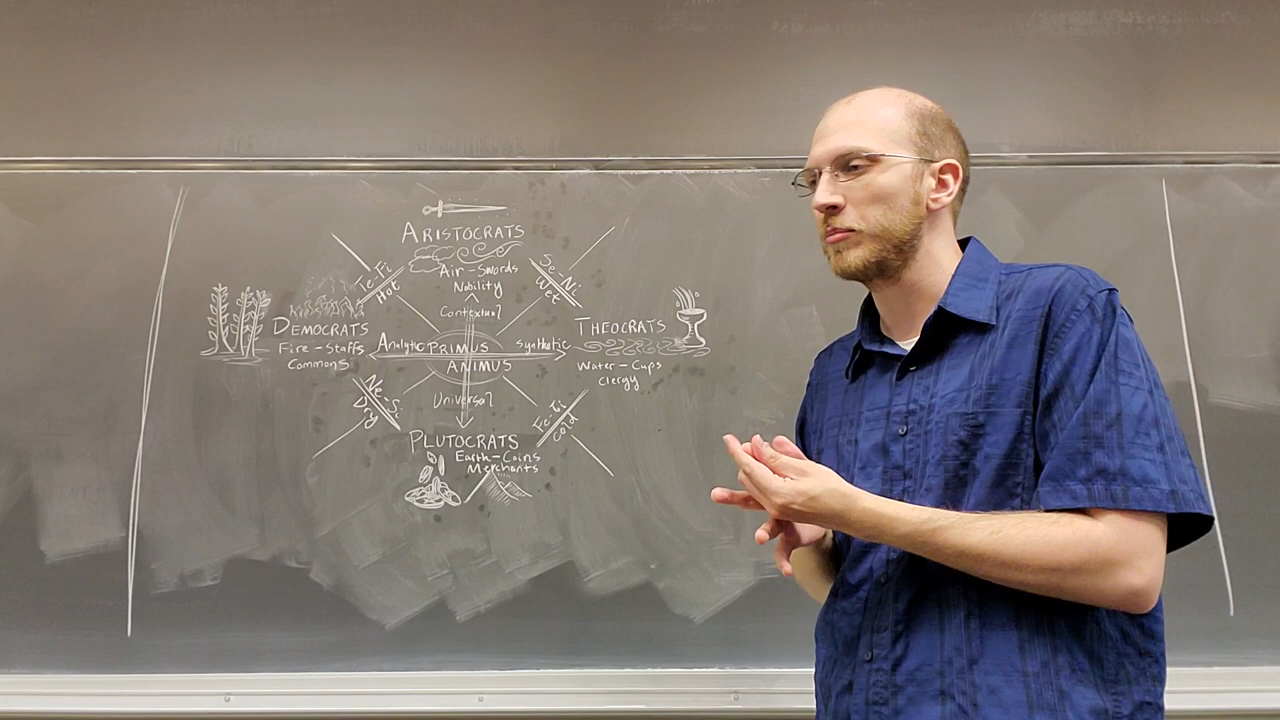 ARISTOCRATS
Air-Swords
Nobility
Contextual
Te-Fi
Hot
Se-Ni
Wet
DEMOCRATS
Fire-Staffs
Commons
Analytic
PRIMUS
ANIMUS
synthetic
THEOCRATS
Water-Cups
Clergy
Ne-Si
Dry
Universal
Fe-Ti
Cold
PLUTOCRATS
Earth-Coins
Merchants